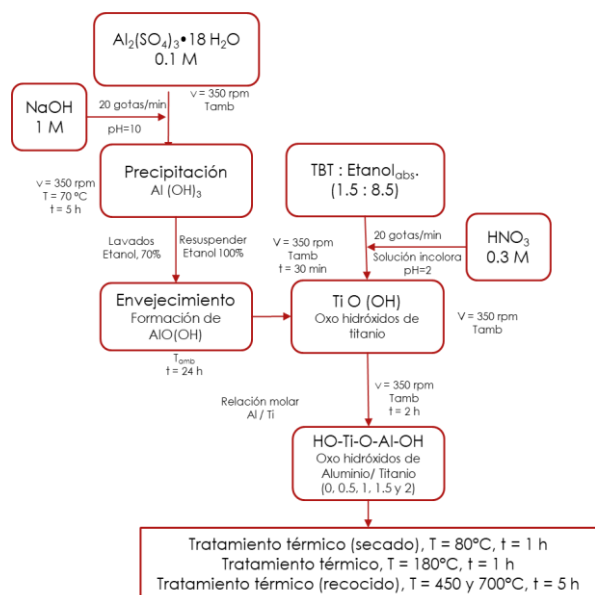 Al₂(SO₄)₃•18 H₂O
0.1 M
v = 350 rpm
Tamb
NaOH
1 M
20 gotas/min
pH=10
Precipitación
Al (OH)₃
v = 350 rpm
T = 70 ºC
t = 5 h
TBT : Etanolabs.
(1.5 : 8.5)
Lavados
Etanol, 70%
Resuspender
Etanol 100%
V = 350 rpm
Tamb
t = 30 min
20 gotas/min
Solución incolora
pH=2
HNO₃
0.3 M
Envejecimiento
Formación de
AlO(OH)
Tamb
t = 24 h
Ti O (OH)
Oxo hidróxidos de
titanio
V = 350 rpm
Tamb
Relación molar
Al / Ti
v = 350 rpm
Tamb
t = 2 h
HO-Ti-O-Al-OH
Oxo hidróxidos de
Aluminio/ Titanio
(0, 0.5, 1, 1.5 y 2)
Tratamiento térmico (secado), T = 80ºC, t = 1 h
Tratamiento térmico, T = 180ºC, t = 1 h
Tratamiento térmico (recocido), T = 450 y 700ºC, t = 5 h